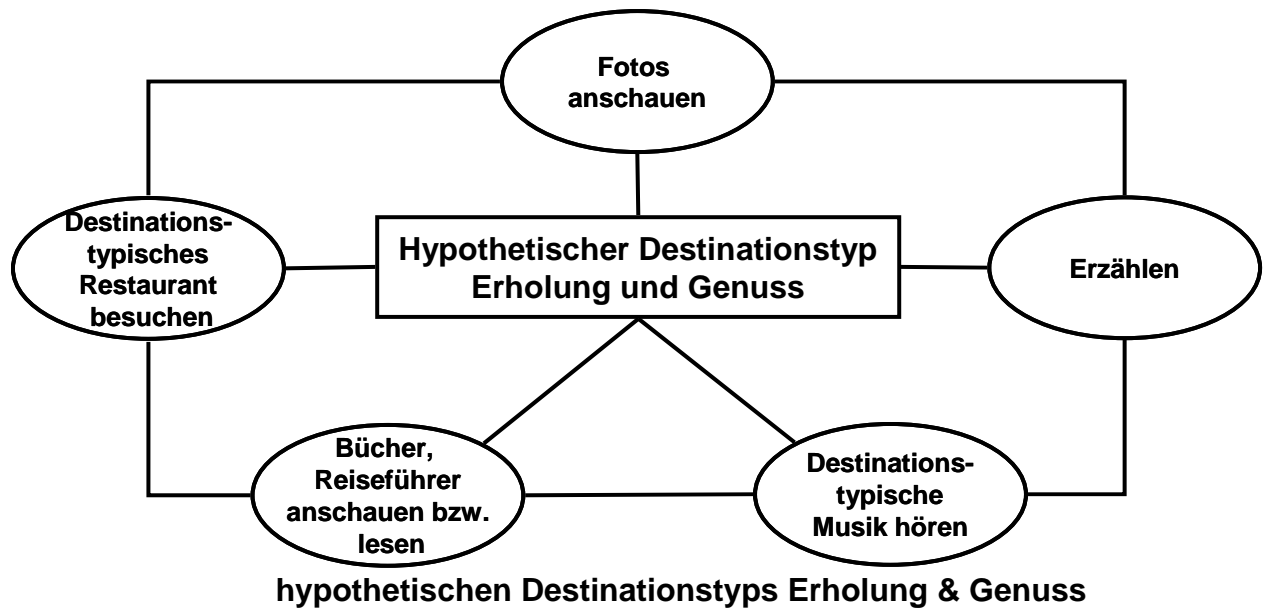 Fotos
anschauen
Destinations-
typisches
Restaurant
besuchen
Hypothetischer Destinationstyp
Erholung und Genuss
Erzählen
Bücher,
Reiseführer
anschauen bzw.
lesen
Destinations-
typische
Musik hören
hypothetischen Destinationstyps Erholung & Genuss